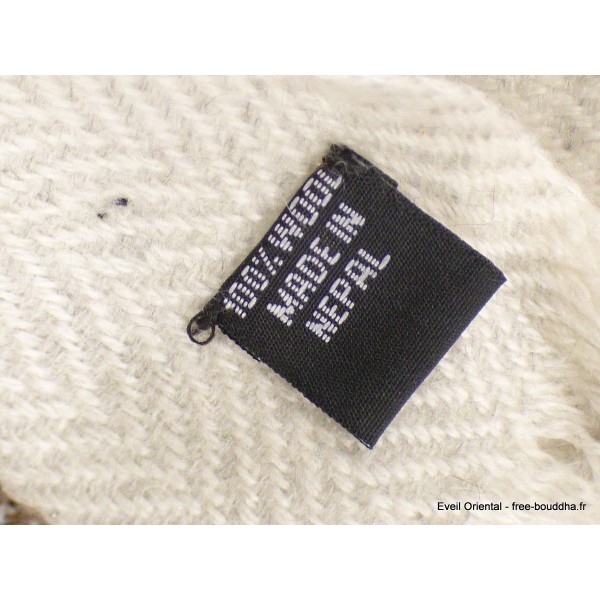 100% WOOL
MADE IN
NEPAL
Eveil Oriental - free-bouddha.fr